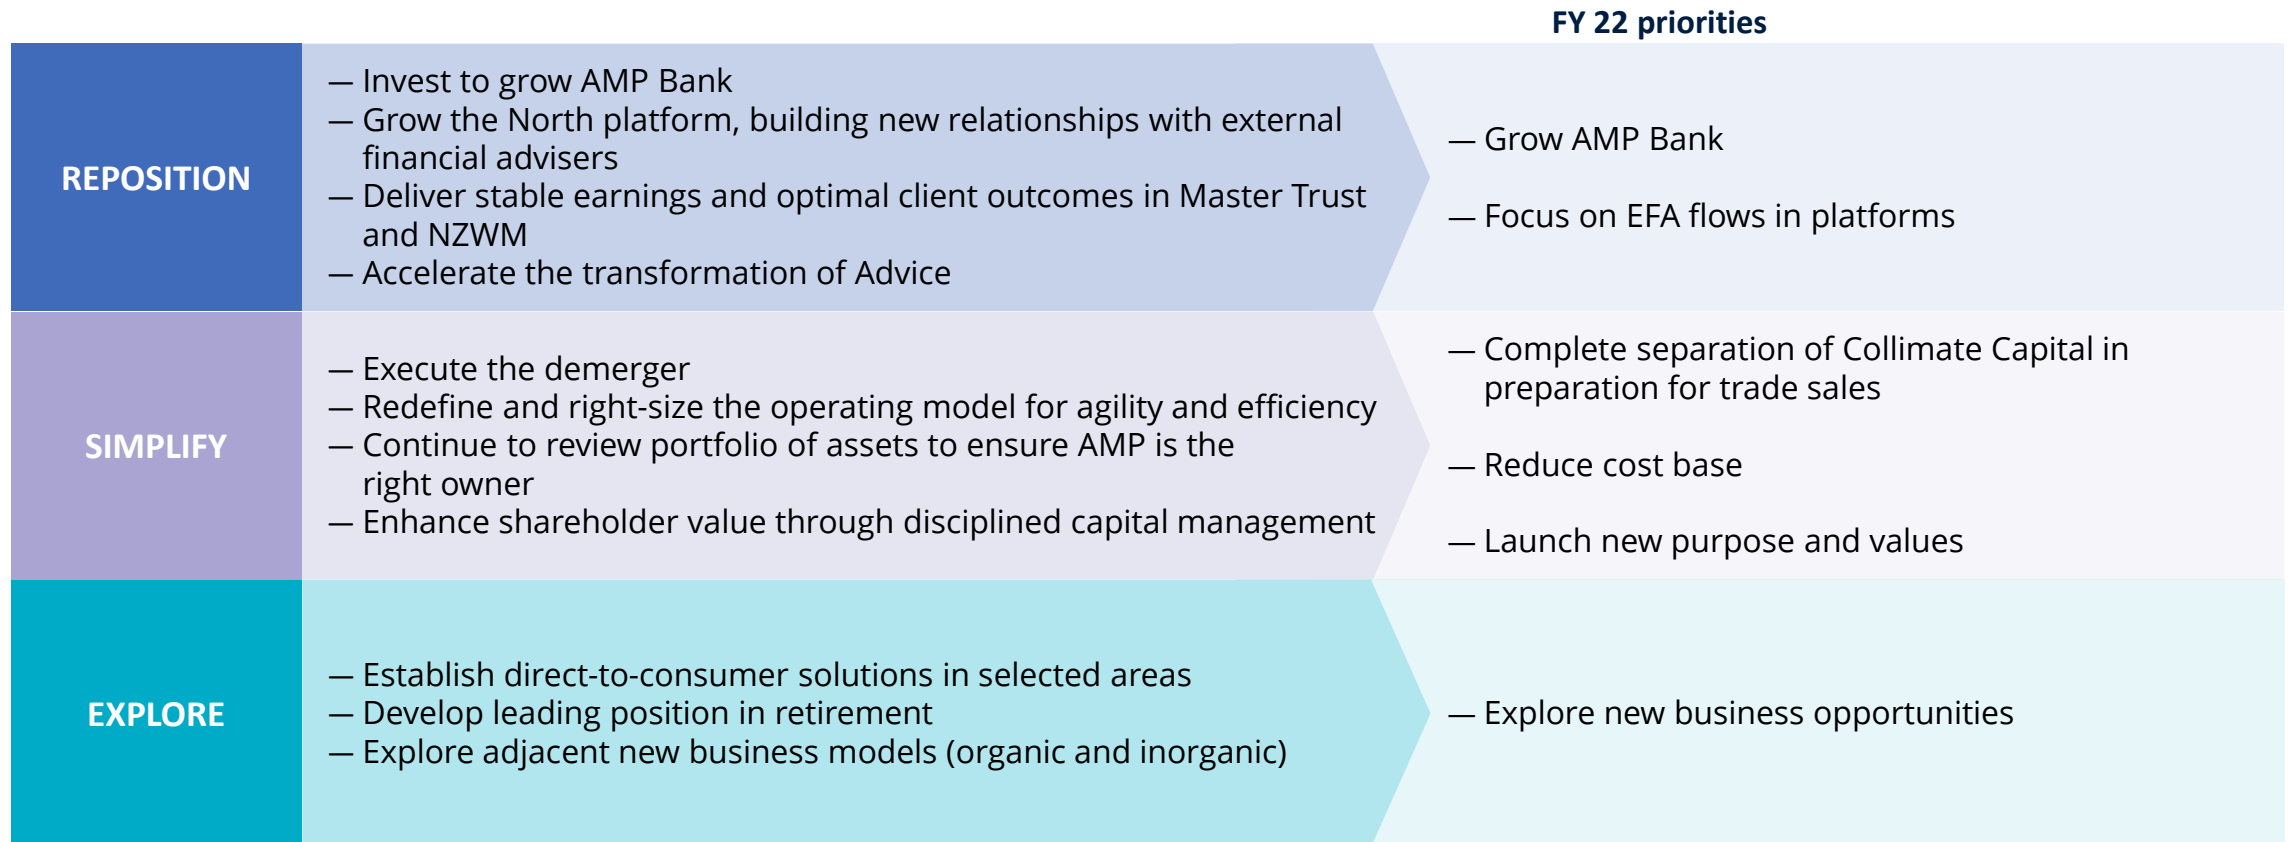 FY 22 priorities
REPOSITION
— Invest to grow AMP Bank
— Grow the North platform, building new relationships with external
financial advisers
— Deliver stable earnings and optimal client outcomes in Master Trust
and NZWM
— Accelerate the transformation of Advice
— Grow AMP Bank
— Focus on EFA flows in platforms
SIMPLIFY
— Execute the demerger
— Redefine and right-size the operating model for agility and efficiency
— Continue to review portfolio of assets to ensure AMP is the
right owner
— Enhance shareholder value through disciplined capital management
— Complete separation of Collimate Capital in
preparation for trade sales
— Reduce cost base
— Launch new purpose and values
EXPLORE
— Establish direct-to-consumer solutions in selected areas
— Develop leading position in retirement
— Explore adjacent new business models (organic and inorganic)
— Explore new business opportunities